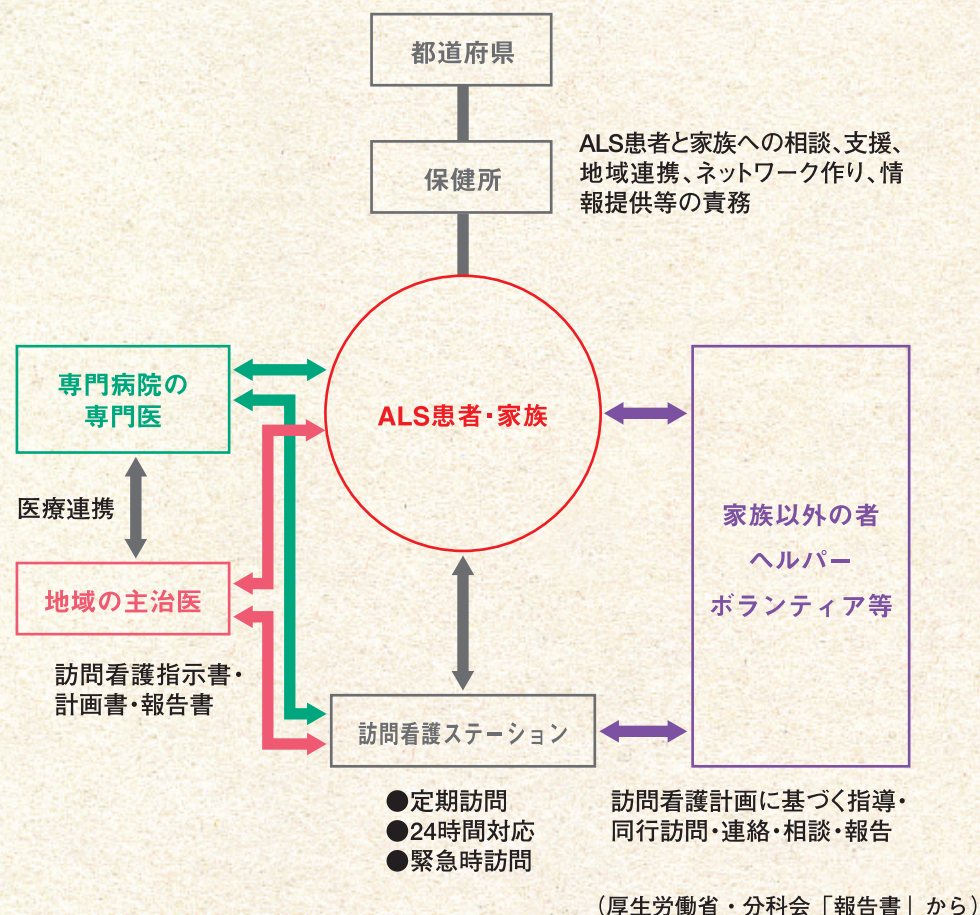 都道府県
保健所
ALS患者と家族への相談、支援、
地域連携、ネットワーク作り、情
報提供等の責務
専門病院の
専門医
ALS患者・家族
医療連携
地域の主治医
家族以外の者
ヘルパー
ボランティア等
訪問看護指示書・
計画書・報告書
訪問看護ステーション
●定期訪問
●24時間対応
●緊急時訪問
訪問看護計画に基づく指導・
同行訪問・連絡・相談・報告
（厚生労働省・分科会「報告書」から）